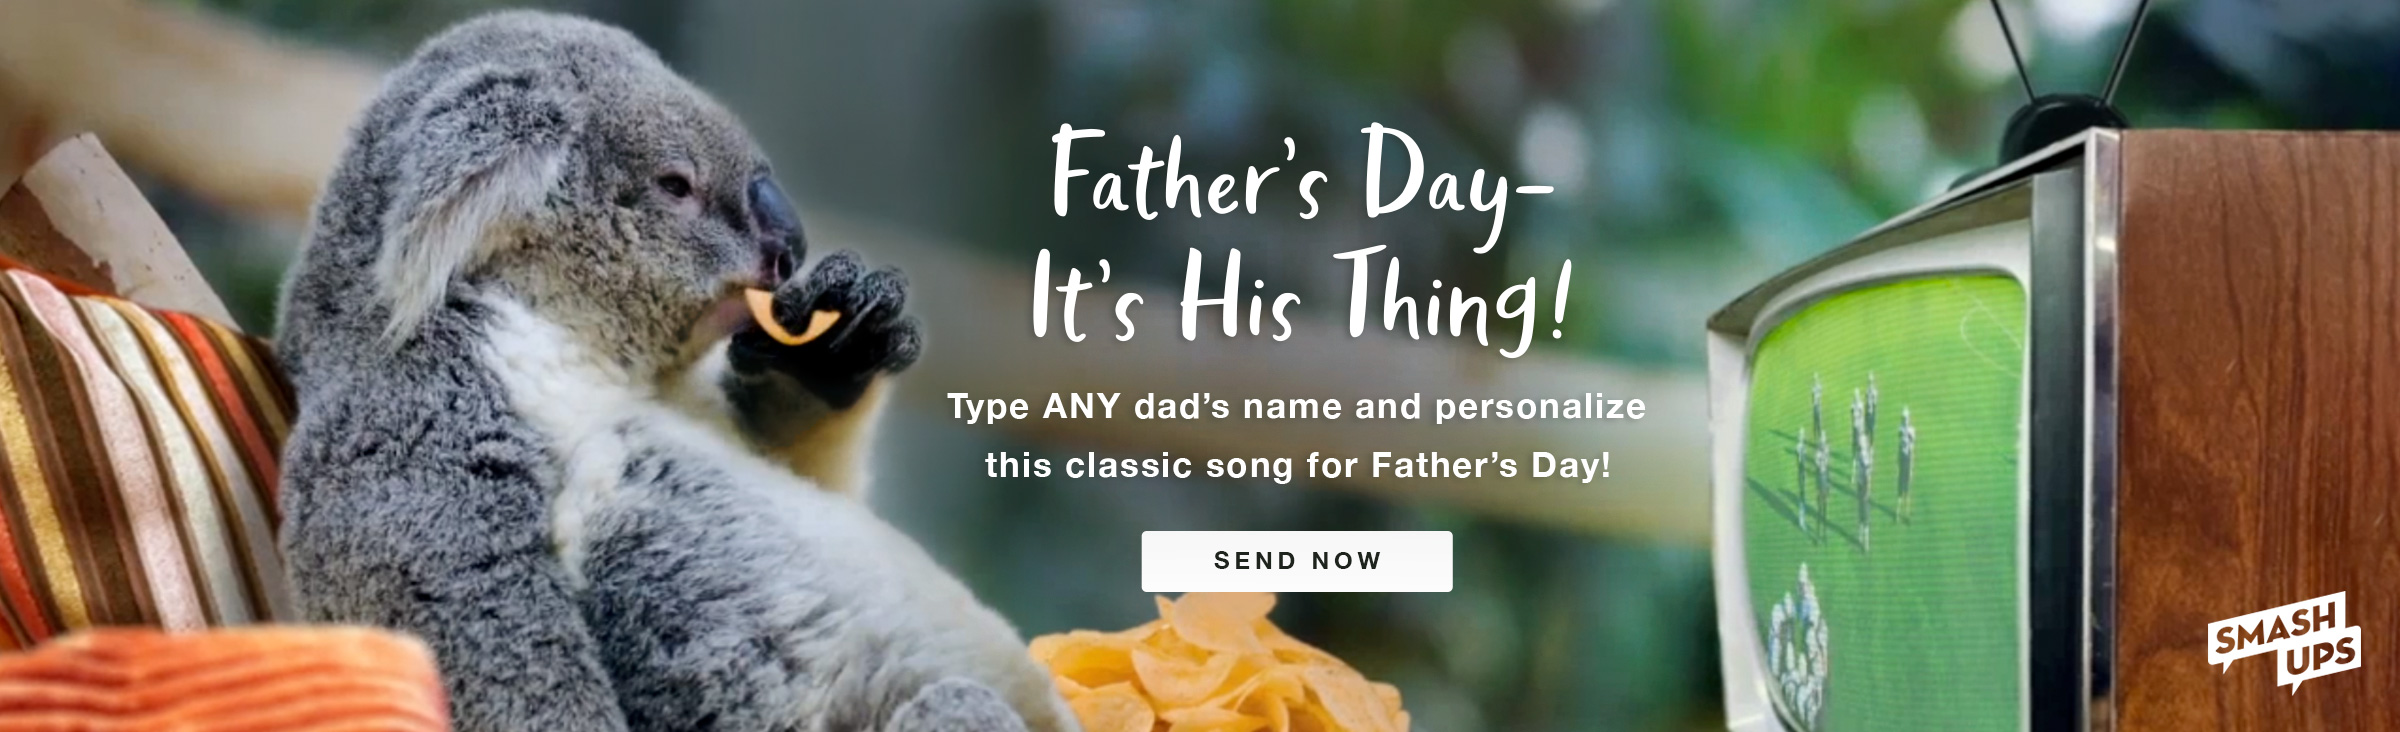 Father's Day-
It's His Thing!
Type ANY dad's name and personalize
this classic song for Father's Day!
SEND NOW
SMASH
UPS